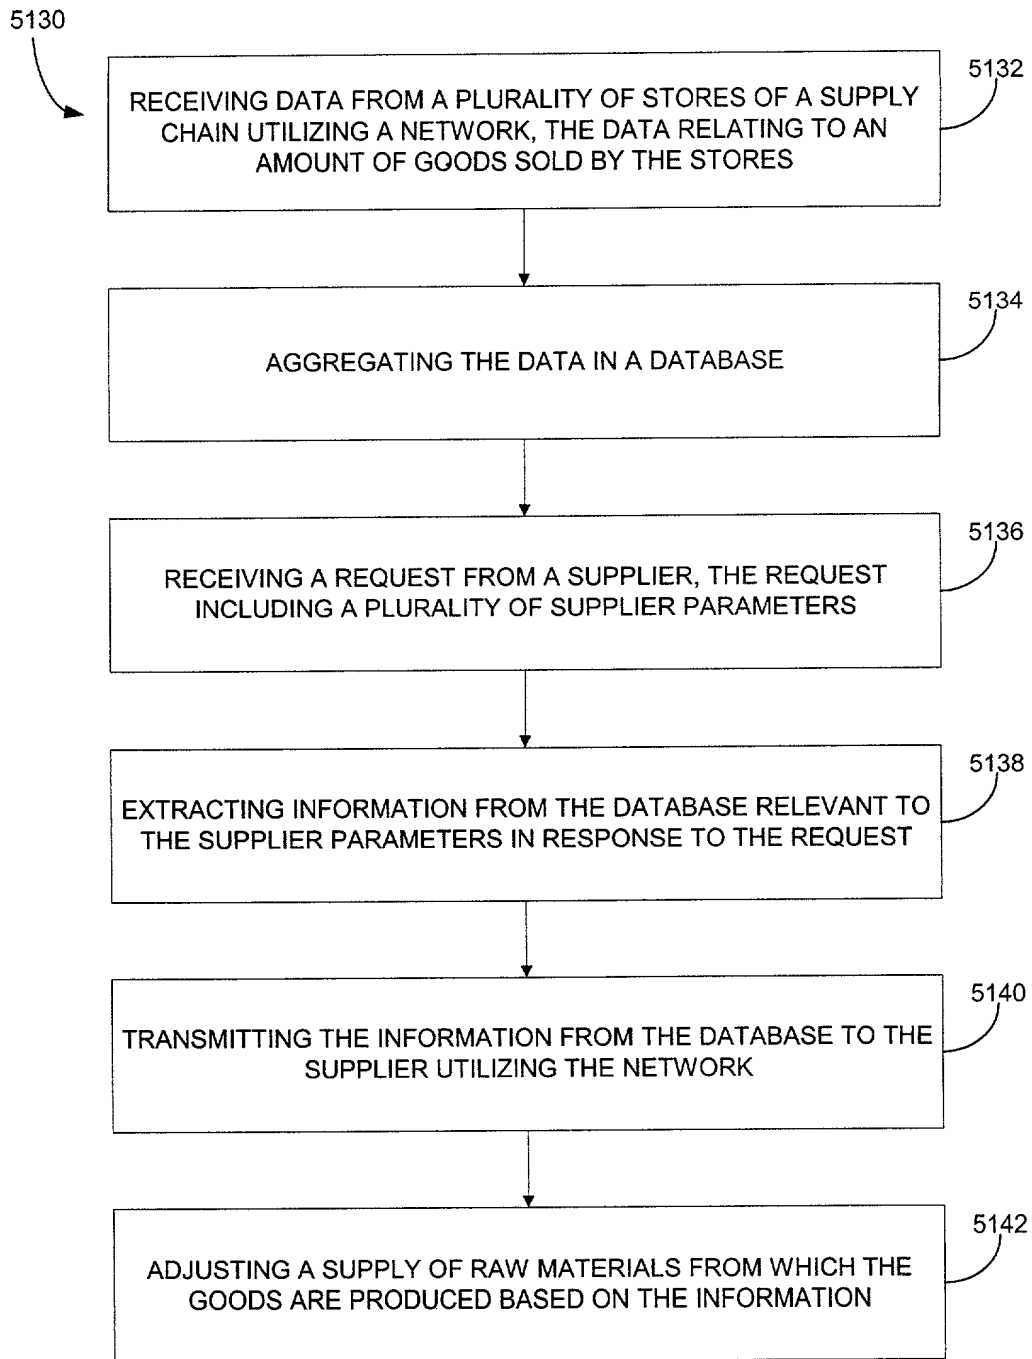 5130
5132
RECEIVING DATA FROM A PLURALITY OF STORES OF A SUPPLY
CHAIN UTILIZING A NETWORK, THE DATA RELATING TO AN
AMOUNT OF GOODS SOLD BY THE STORES
5134
AGGREGATING THE DATA IN A DATABASE
5136
RECEIVING A REQUEST FROM A SUPPLIER, THE REQUEST
INCLUDING A PLURALITY OF SUPPLIER PARAMETERS
5138
EXTRACTING INFORMATION FROM THE DATABASE RELEVANT TO
THE SUPPLIER PARAMETERS IN RESPONSE TO THE REQUEST
5140
TRANSMITTING THE INFORMATION FROM THE DATABASE TO THE
SUPPLIER UTILIZING THE NETWORK
5142
ADJUSTING A SUPPLY OF RAW MATERIALS FROM WHICH THE
GOODS ARE PRODUCED BASED ON THE INFORMATION